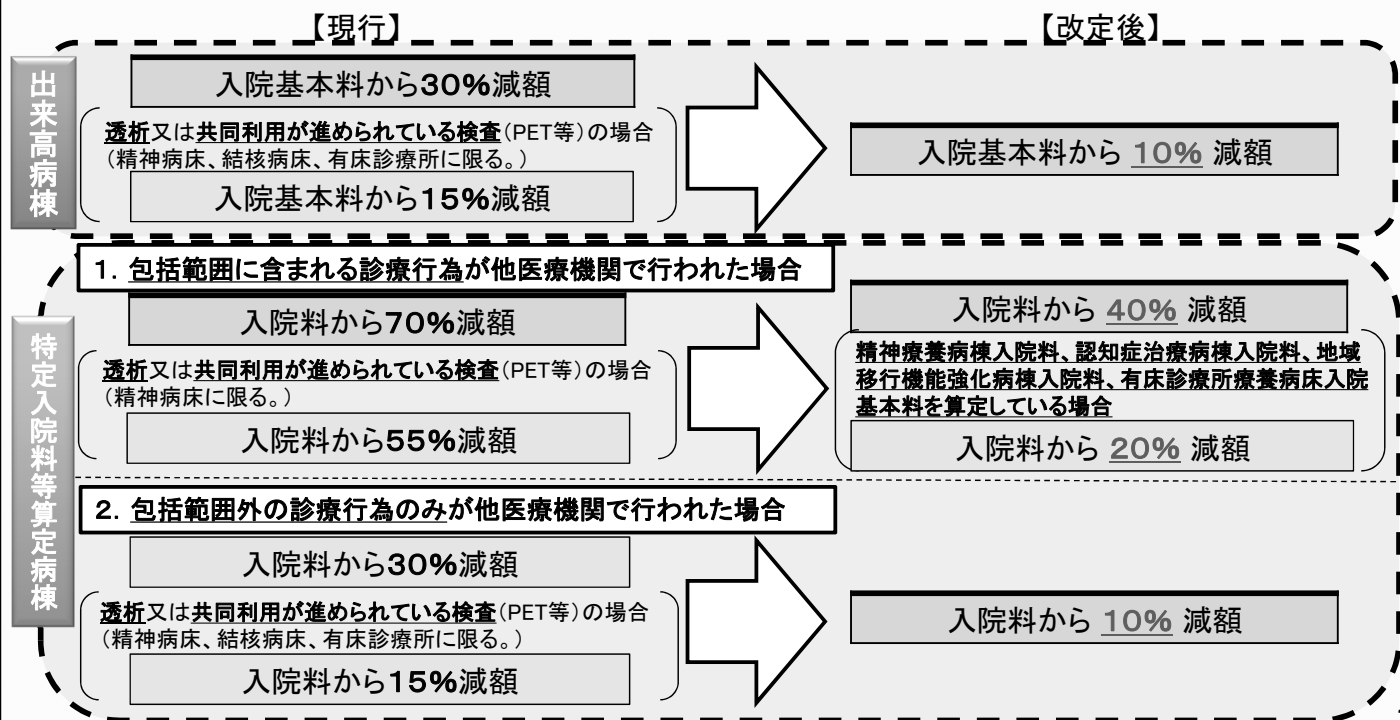 【現行】
【改定後】
出来高病棟
入院基本料から30%減額
透析又は共同利用が進められている検査(PET等)の場合
(精神病床、結核病床、有床診療所に限る。)
入院基本料から15%減額
入院基本料から 10% 減額
特定入院料等算定病棟
1. 包括範囲に含まれる診療行為が他医療機関で行われた場合
入院料から70%減額
透析又は共同利用が進められている検査(PET等)の場合
(精神病床に限る。)
入院料から55%減額
入院料から 40% 減額
精神療養病棟入院料、認知症治療病棟入院料、地域
移行機能強化病棟入院料、有床診療所療養病床入院
基本料を算定している場合
入院料から 20% 減額
2. 包括範囲外の診療行為のみが他医療機関で行われた場合
入院料から30%減額
透析又は共同利用が進められている検査(PET等)の場合
(精神病床、結核病床、有床診療所に限る。)
入院料から15%減額
入院料から 10% 減額